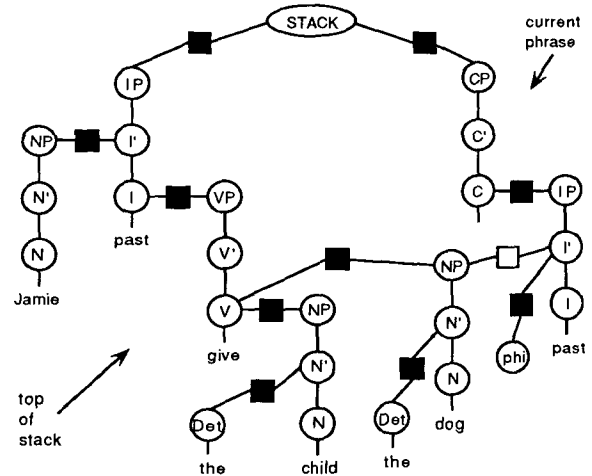 STACK
current
phrase
IP
CP
C'
NP
I'
C
IP
N'
I
VP
past
V'
NP
I'
N
Jamie
V
NP
N'
I
give
phi
past
N'
N
top
of
stack
Det
N
Det
dog
the
child
the